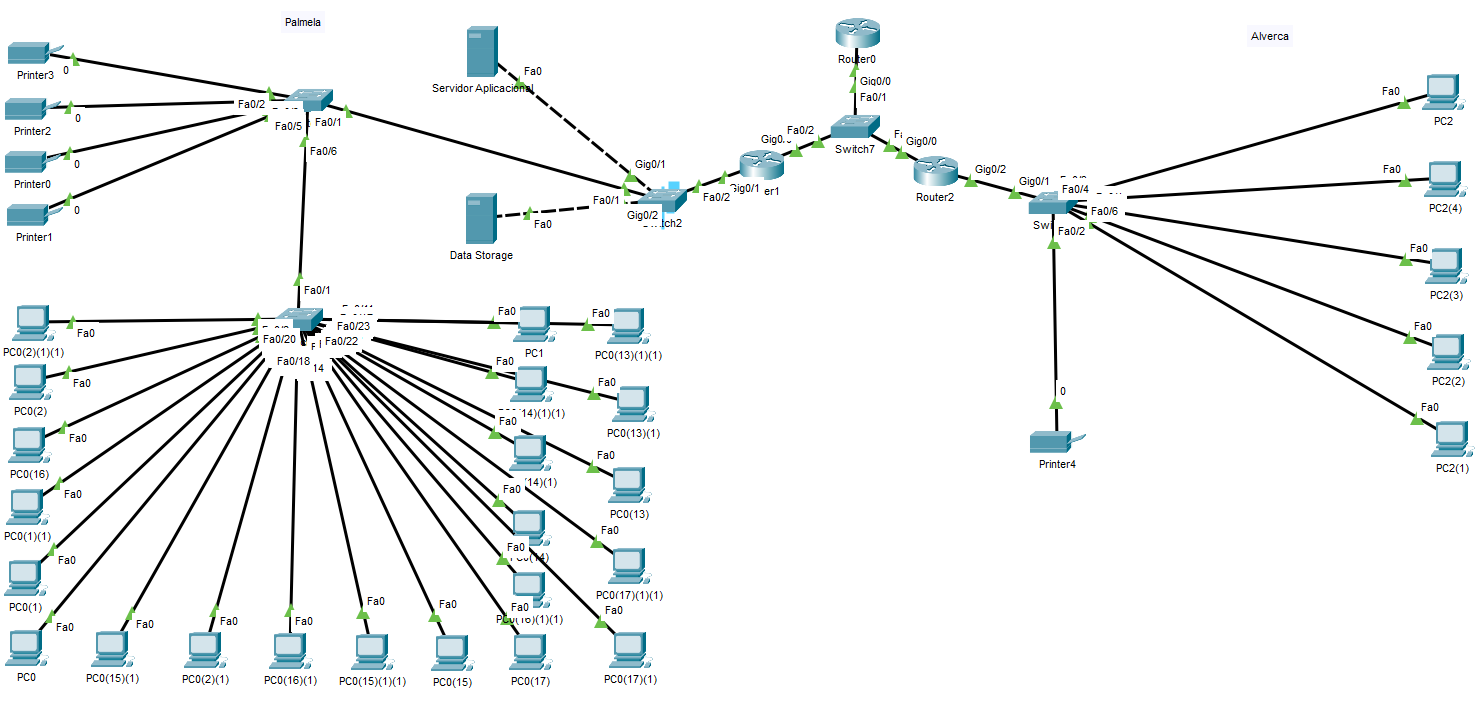 Palmela
Alverca
Printer3
0
Printer2
0
Printer0
0
Printer1
0
Fa0/2
Fa0/5
Fa0/1
Fa0/6
Servidor Aplicacional
Fa0
Data Storage
Fa0
Gig0/1
Fa0/1
Gig0/2
Fa0/2
Gig0/1
Fa0/2
Router0
Gig0/0
Fa0/1
Switch7
Gig0/0
Router2
Gig0/2
Gig0/1
Fa0/4
Fa0/6
Fa0/2
0
Printer4
Fa0
PC2
Fa0
PC2(4)
Fa0
PC2(3)
Fa0
PC2(2)
Fa0
PC2(1)
Fa0/1
Fa0/23
Fa0/20
Fa0/22
Fa0/18
14
Fa0
PC0(2)(1)(1)
Fa0
PC0(2)
Fa0
PC0(16)
Fa0
PC0(1)(1)
Fa0
PC0(1)
Fa0
PC0
Fa0
PC0(15)(1)
Fa0
PC0(2)(1)
Fa0
PC0(16)(1)
Fa0
PC0(15)(1)(1)
Fa0
PC0(15)
Fa0
PC0(17)
Fa0
PC0(17)(1)
Fa0
PC1
Fa0
PC0(13)(1)(1)
Fa0
PC0(14)(1)(1)
Fa0
PC0(13)(1)
Fa0
(14)(1)
Fa0
PC0(13)
Fa0
PC0(14)
Fa0
PC0(17)(1)(1)
Fa0
PC0(16)(1)(1)